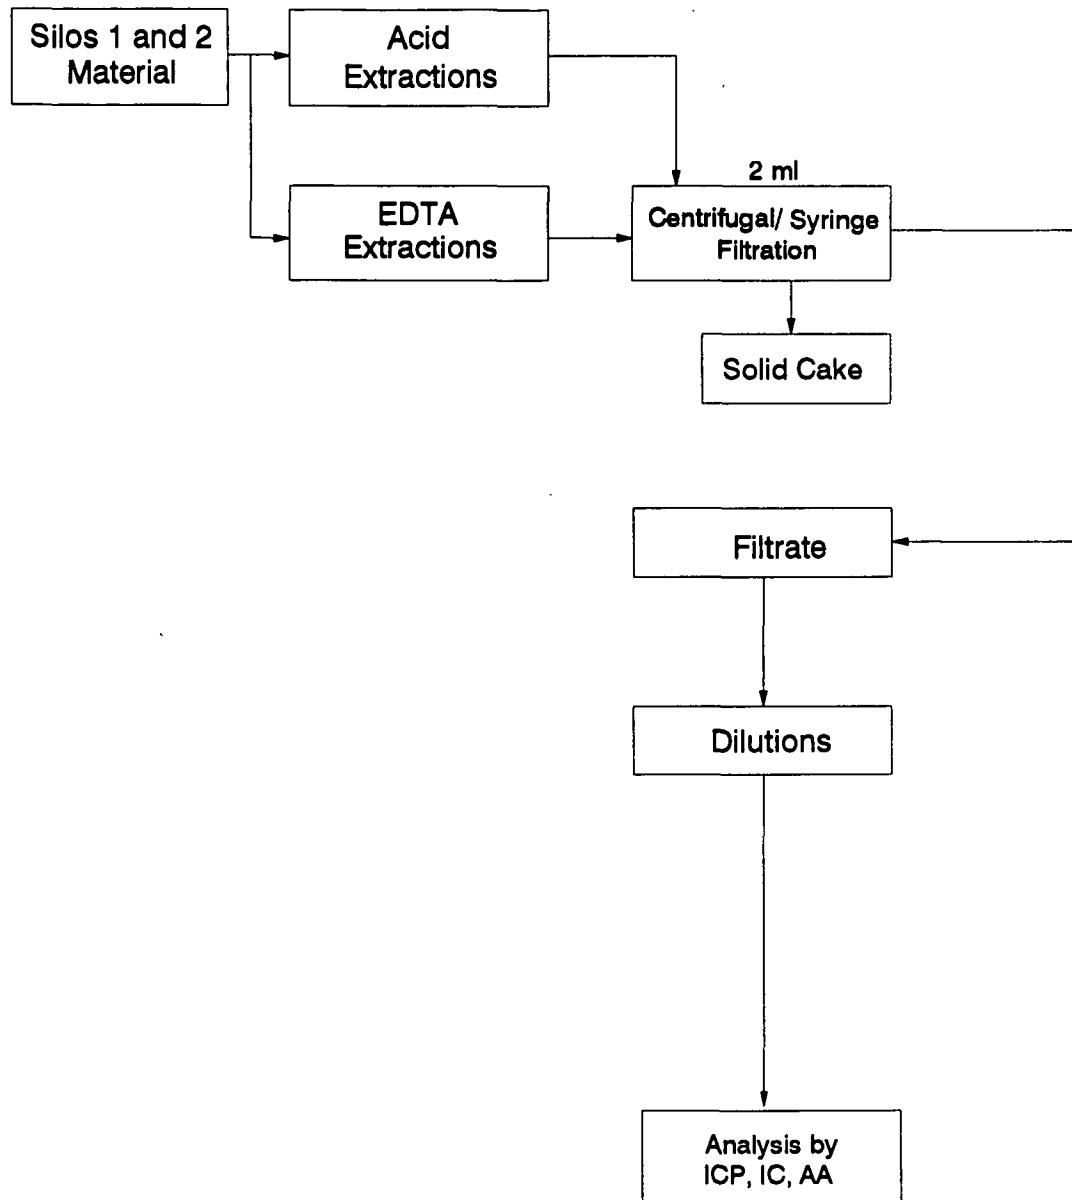 Silos 1 and 2
Material
Acid
Extractions
EDTA
Extractions
2 ml
Centrifugal/ Syringe
Filtration
Solid Cake
Filtrate
Dilutions
Analysis by
ICP, IC, AA